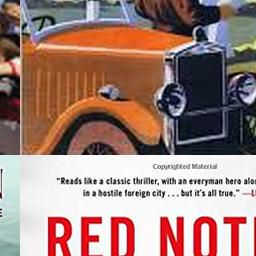 Copyrighted Material
"Reads like a classic thriller, with an everyman hero alo
in a hostile foreign city . . . but it's all true." —L
RED NOTI